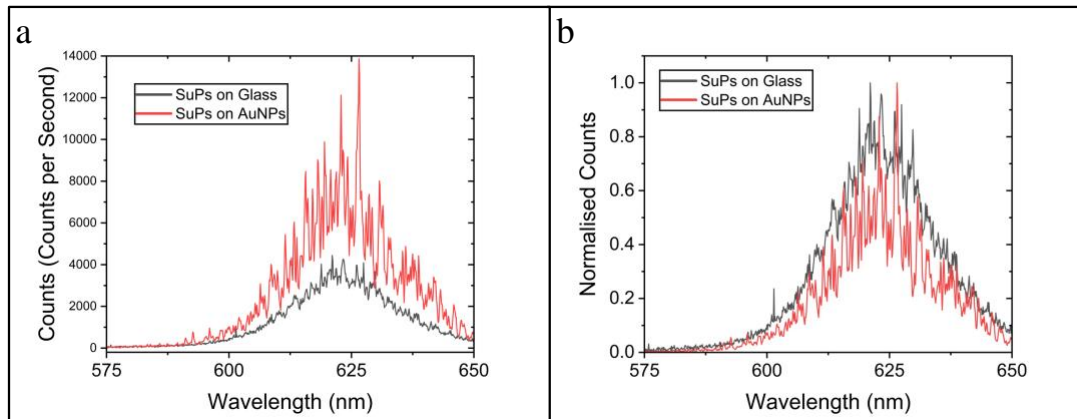 a
14000
12000
10000
8000
6000
4000
2000
0
575
600
625
650
Counts (Counts per Second)
Wavelength (nm)
SuPs on Glass
SuPs on AuNPs
b
1.0
0.8
0.6
0.4
0.2
0.0
575
600
625
650
Normalised Counts
Wavelength (nm)
SuPs on Glass
SuPs on AuNPs